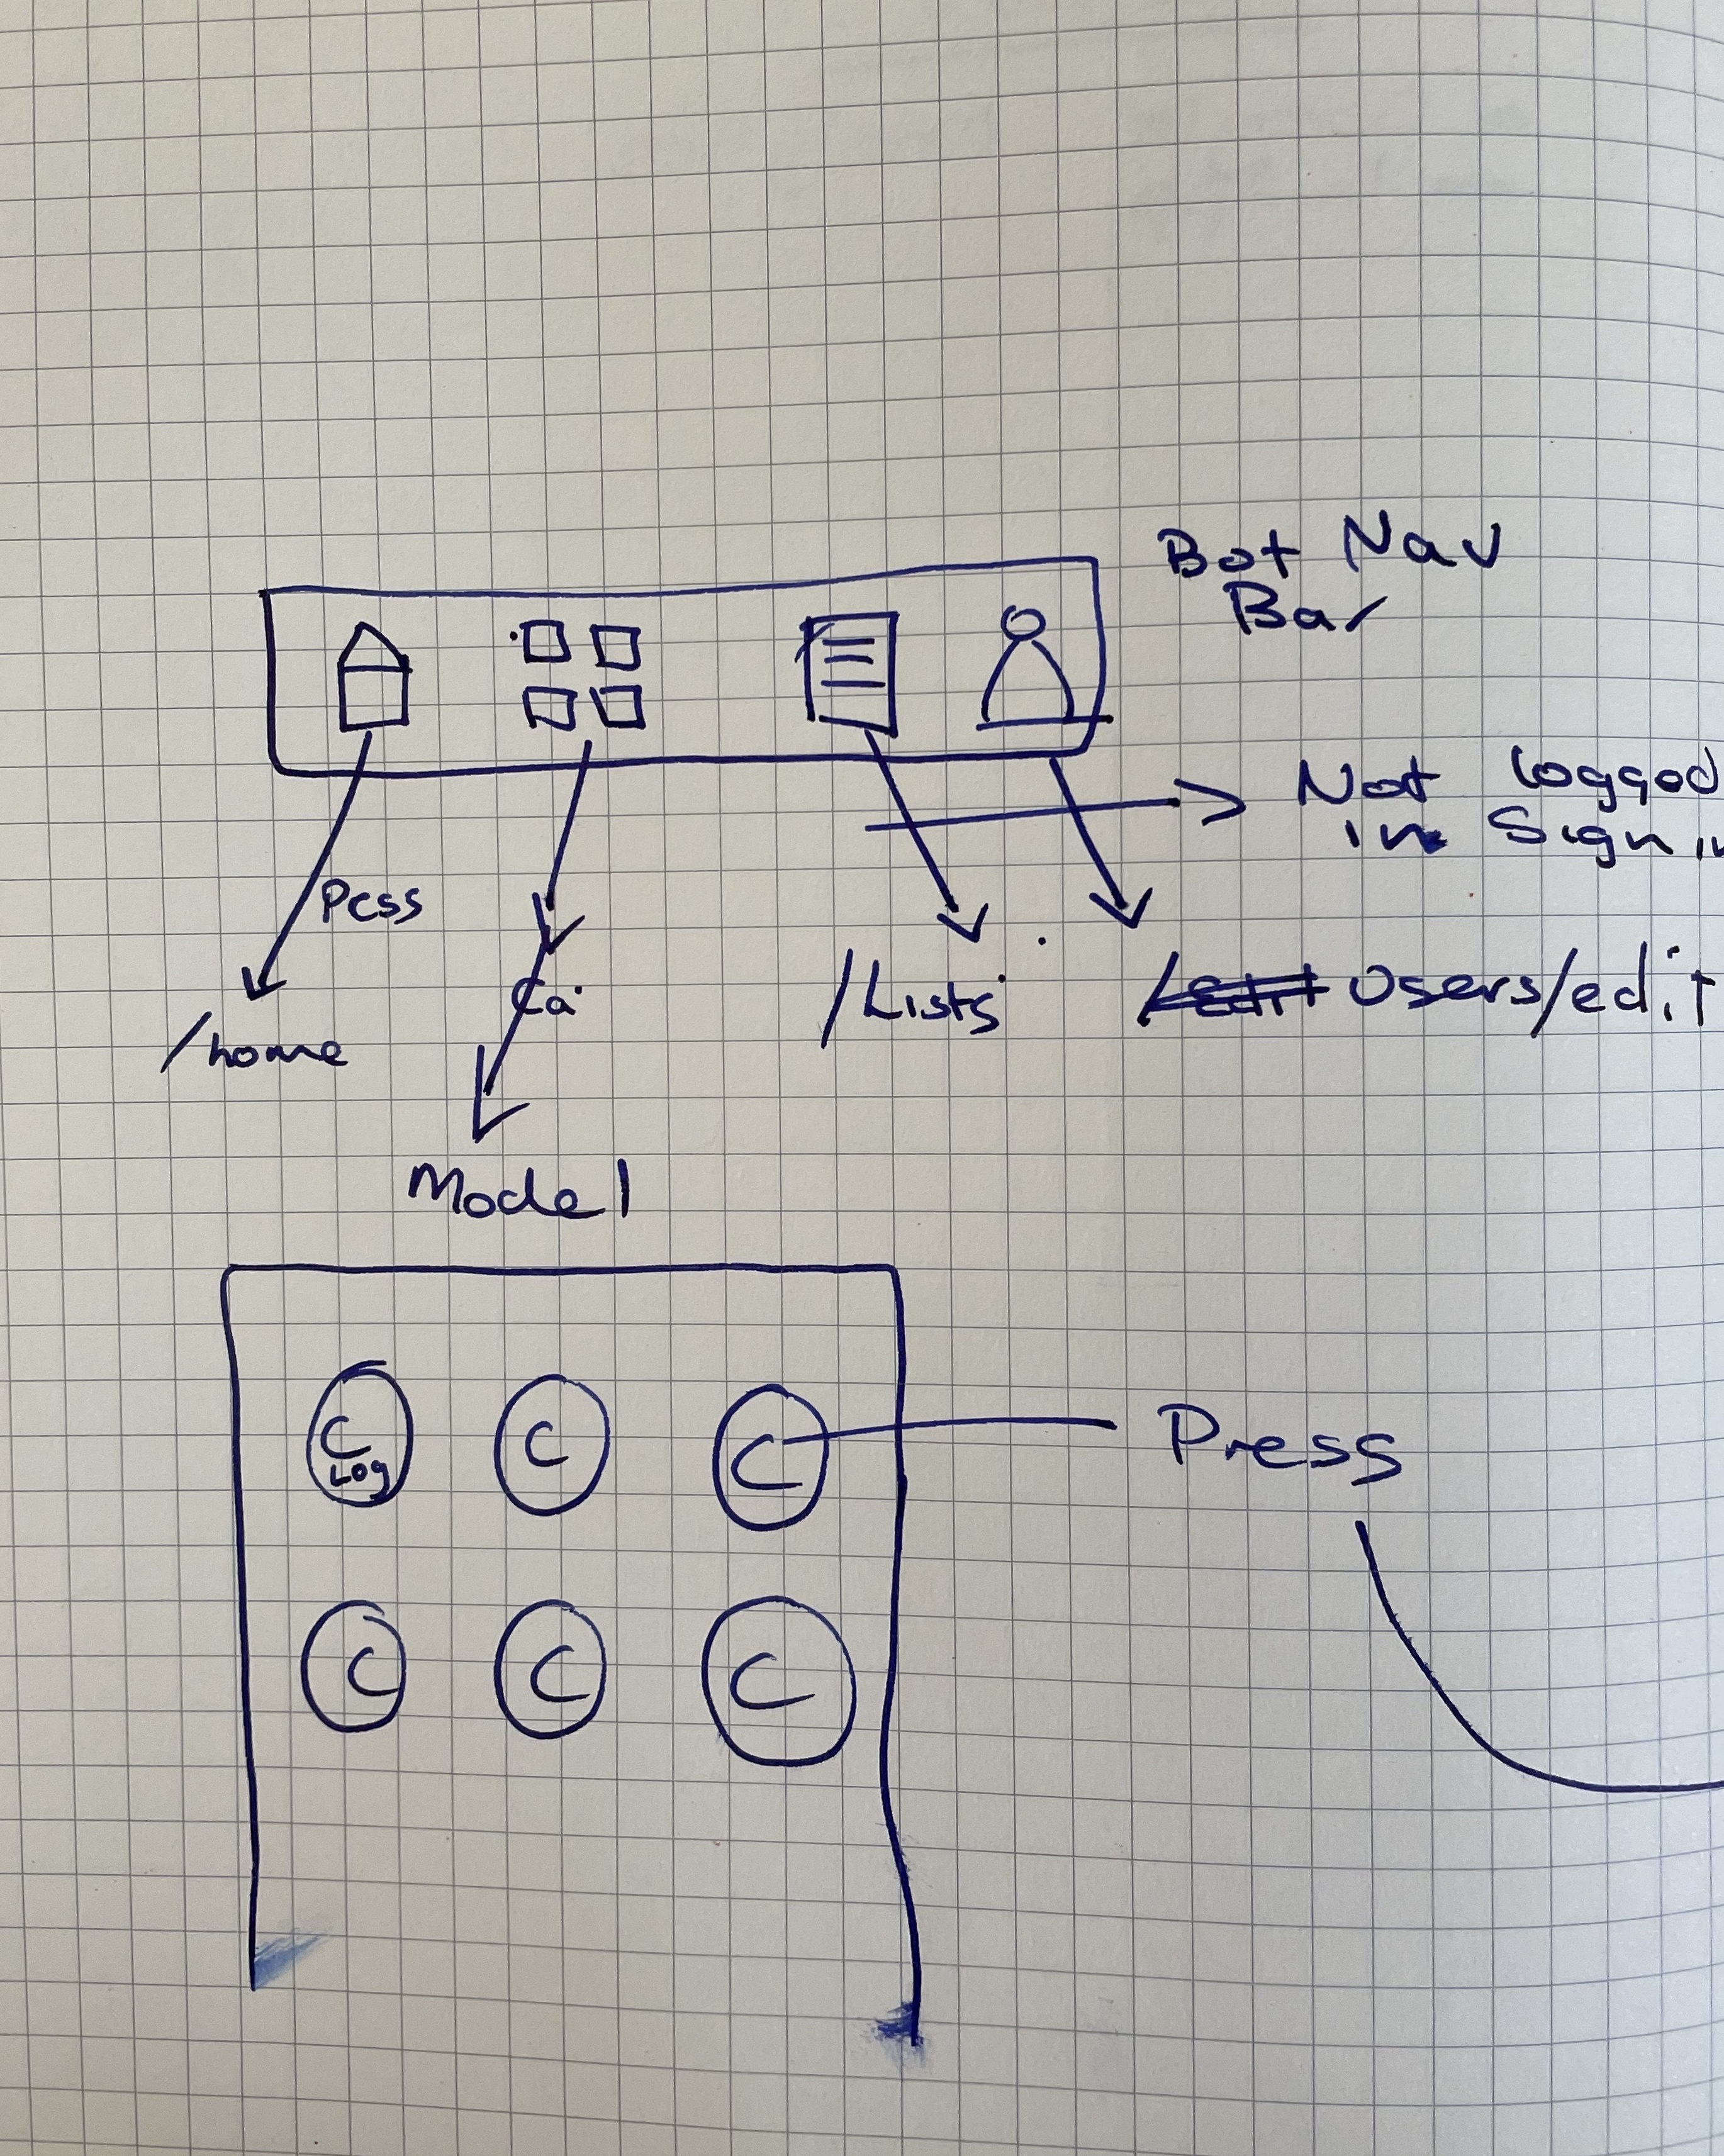 Bot Nav
Bar
Not logged
in Sign in
Pcss
/home
Ca
/Lists
/Edit Users/edit
Model
C
Log
C
C
Press
C
C
C